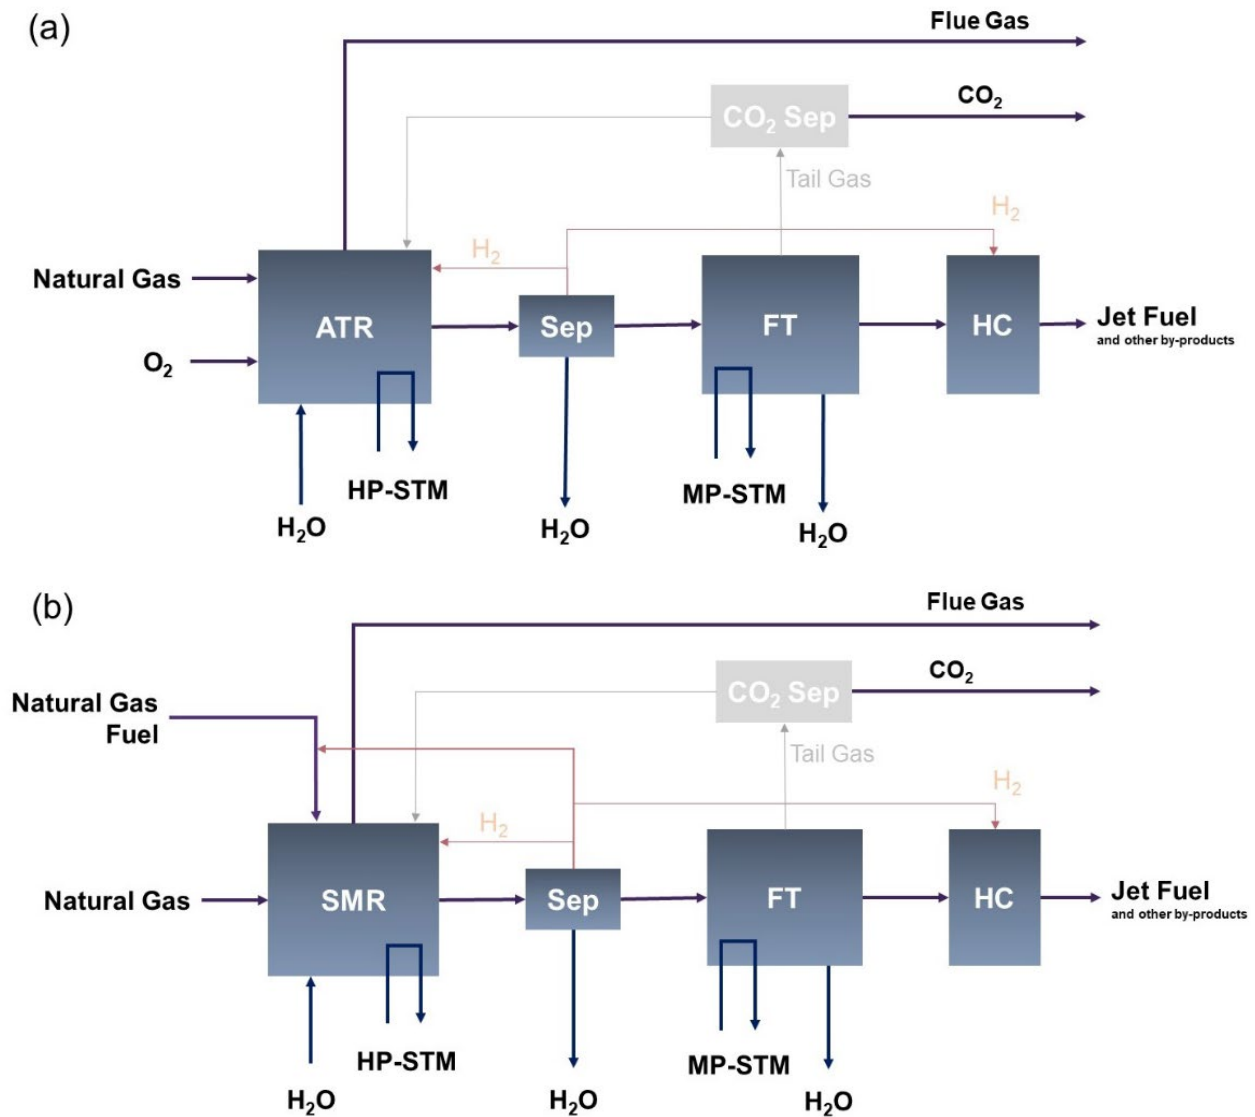 (a)
Flue Gas
CO₂ Sep
CO₂
Tail Gas
H₂
H₂
Natural Gas
O₂
ATR
Sep
FT
HC
Jet Fuel
and other by-products
HP-STM
MP-STM
H₂O
H₂O
H₂O
(b)
Flue Gas
Natural Gas
Fuel
CO₂ Sep
CO₂
Tail Gas
H₂
H₂
Natural Gas
SMR
Sep
FT
HC
Jet Fuel
and other by-products
HP-STM
MP-STM
H₂O
H₂O
H₂O